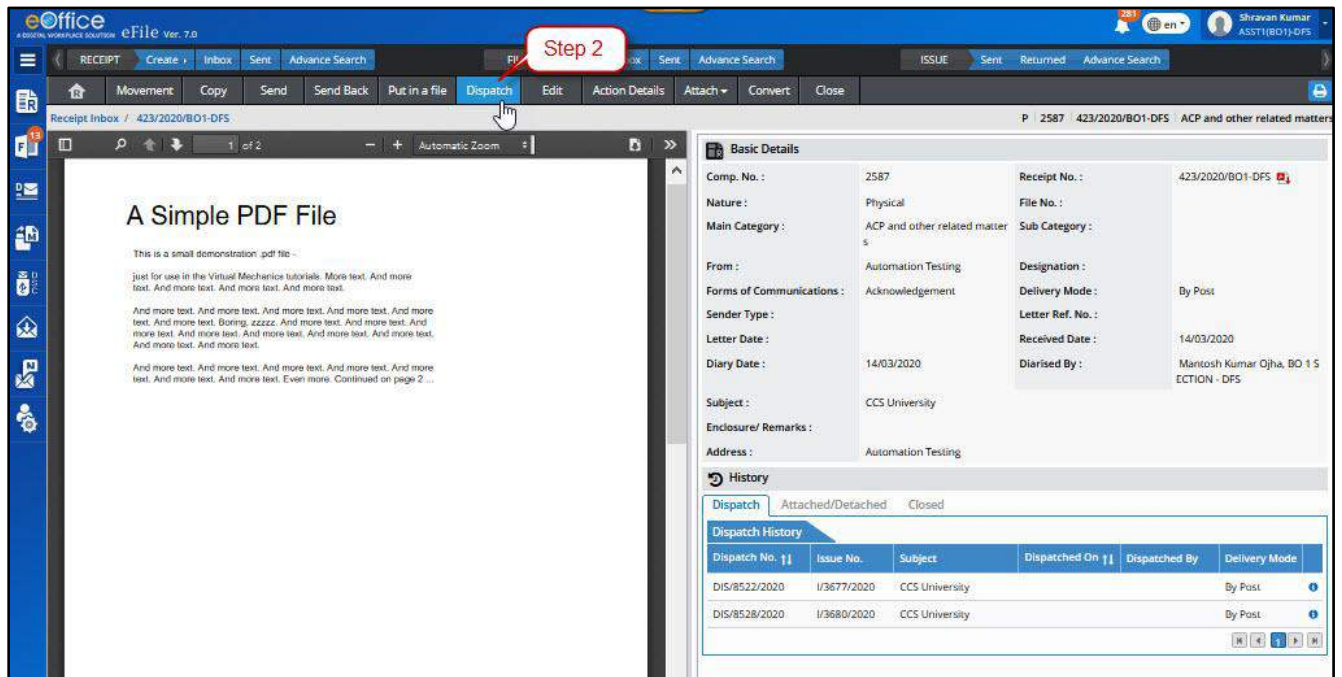 eOffice
A DIGITAL WORKPLACE SOLUTION
eFile Ver. 7.0
281
en
Shravan Kumar
ASST1(BO1)-DFS
RECEIPT Create Inbox Sent Advance Search
Sent Advance Search
ISSUE Sent Returned Advance Search
Step 2
Movement Copy Send Send Back Put in a file Dispatch Edit Action Details Attach Convert Close
Receipt Inbox / 423/2020/BO1-DFS
P 2587 423/2020/BO1-DFS ACP and other related matters
13
1 of 2
Automatic Zoom
A Simple PDF File
This is a small demonstration .pdf file -
just for use in the Virtual Mechanics tutorials. More text. And more
text. And more text. And more text. And more text.
And more text. And more text. And more text. And more text. And more
text. And more text. Boring, zzzzz. And more text. And more text. And
more text. And more text. And more text. And more text. And more text.
And more text. And more text.
And more text. And more text. And more text. And more text. And more
text. And more text. And more text. Even more. Continued on page 2 ...
Basic Details
Comp. No. : 2587 Receipt No. : 423/2020/BO1-DFS
Nature : Physical File No. :
Main Category : ACP and other related matter Sub Category :
s
From : Automation Testing Designation :
Forms of Communications : Acknowledgement Delivery Mode : By Post
Sender Type : Letter Ref. No. :
Letter Date : Received Date : 14/03/2020
Diary Date : 14/03/2020 Diarised By : Mantosh Kumar Ojha, BO 1 S
ECTION - DFS
Subject : CCS University
Enclosure/ Remarks :
Address : Automation Testing
History
Dispatch Attached/Detached Closed
Dispatch History
Dispatch No. Issue No. Subject Dispatched On Dispatched By Delivery Mode
DIS/8522/2020 I/3677/2020 CCS University By Post
DIS/8528/2020 I/3680/2020 CCS University By Post
1